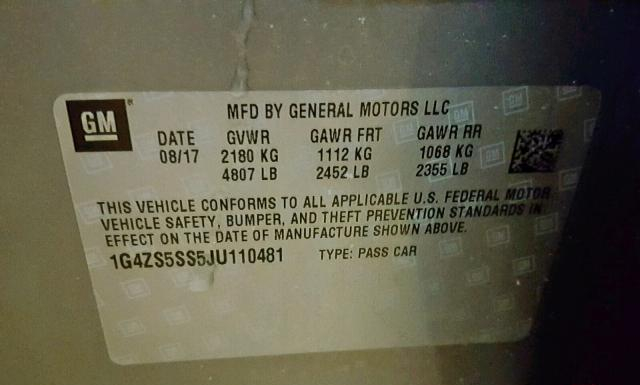 GM
MFD BY GENERAL MOTORS LLC
DATE GVWR GAWR FRT GAWR RR
08/17 2180 KG 1112 KG 1068 KG
4807 LB 2452 LB 2355 LB
THIS VEHICLE CONFORMS TO ALL APPLICABLE U.S. FEDERAL MOTOR
VEHICLE SAFETY, BUMPER, AND THEFT PREVENTION STANDARDS IN
EFFECT ON THE DATE OF MANUFACTURE SHOWN ABOVE.
1G4ZS5SS5JU110481 TYPE: PASS CAR